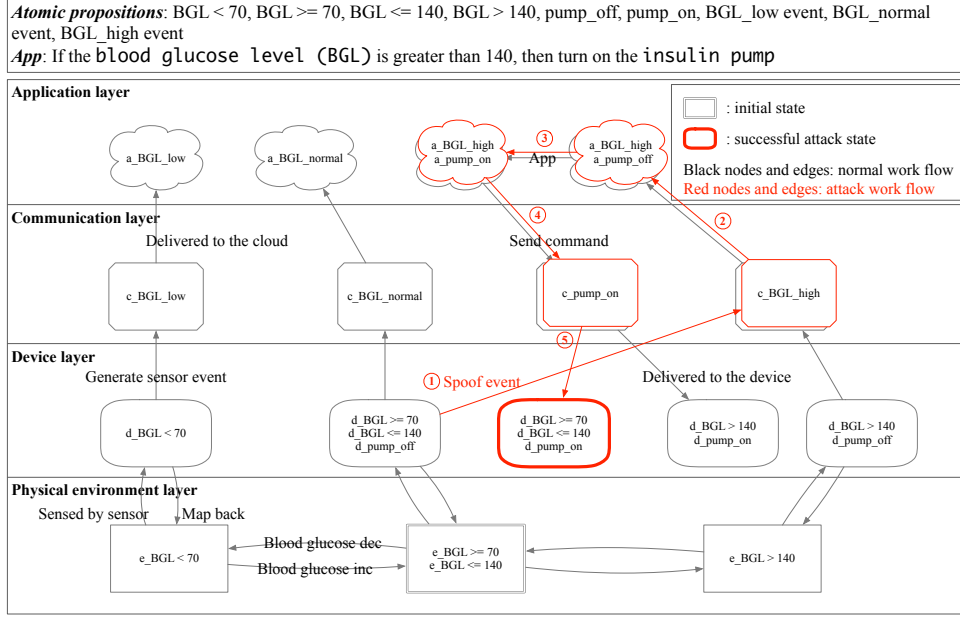 Atomic propositions: BGL < 70, BGL >= 70, BGL <= 140, BGL > 140, pump_off, pump_on, BGL_low event, BGL_normal
event, BGL_high event
App: If the blood glucose level (BGL) is greater than 140, then turn on the insulin pump
Application layer
: initial state
: successful attack state
Black nodes and edges: normal work flow
Red nodes and edges: attack work flow
a_BGL_low
a_BGL_normal
a_BGL_high
a_pump_on
3
App
a_BGL_high
a_pump_off
Communication layer
4
2
Delivered to the cloud
Send command
c_BGL_low
c_BGL_normal
c_pump_on
c_BGL_high
Device layer
5
Generate sensor event
1 Spoof event
Delivered to the device
d_BGL < 70
d_BGL >= 70
d_BGL <= 140
d_pump_off
d_BGL >= 70
d_BGL <= 140
d_pump_on
d_BGL > 140
d_pump_on
d_BGL > 140
d_pump_off
Physical environment layer
Sensed by sensor
Map back
e_BGL < 70
Blood glucose dec
Blood glucose inc
e_BGL >= 70
e_BGL <= 140
e_BGL > 140